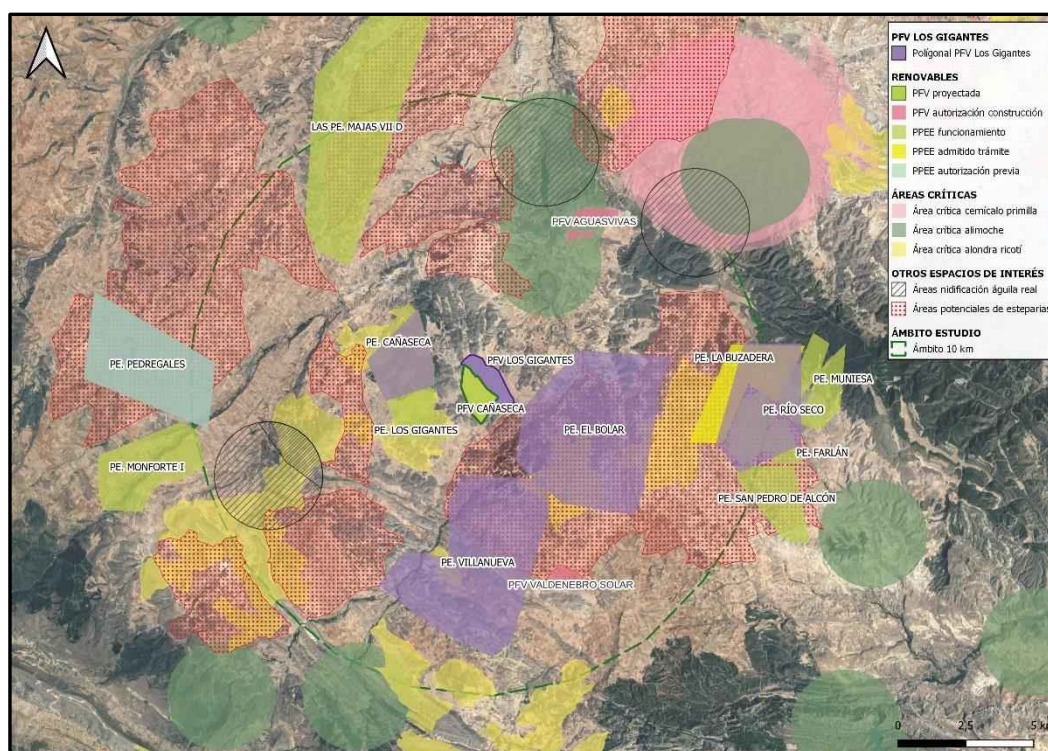 LAS PE. MAJAS VII D
PFV AGUASVIVAS
PE. CAÑASECA
PFV LOS GIGANTES
PE. LA BUZADERA
PE. PEDREGALES
PFV CAÑASECA
PE. MUNIESA
PE. LOS GIGANTES
PE. EL BOLAR
PE. RÍO SECO
PE. FARLÁN
PE. MONFORTE I
PE. SAN PEDRO DE ALCÓN
PE. VILLANUEVA
PFV VALDENEBRO SOLAR
PFV LOS GIGANTES
Poligonal PFV Los Gigantes
RENOVABLES
PFV proyectada
PFV autorización construcción
PPEE funcionamiento
PPEE admitido trámite
PPEE autorización previa
ÁREAS CRÍTICAS
Área crítica cernícalo primilla
Área crítica alimoche
Área crítica alondra ricotí
OTROS ESPACIOS DE INTERÉS
Áreas nidificación águila real
Áreas potenciales de esteparias
ÁMBITO ESTUDIO
Ámbito 10 km
0 2,5 5 km